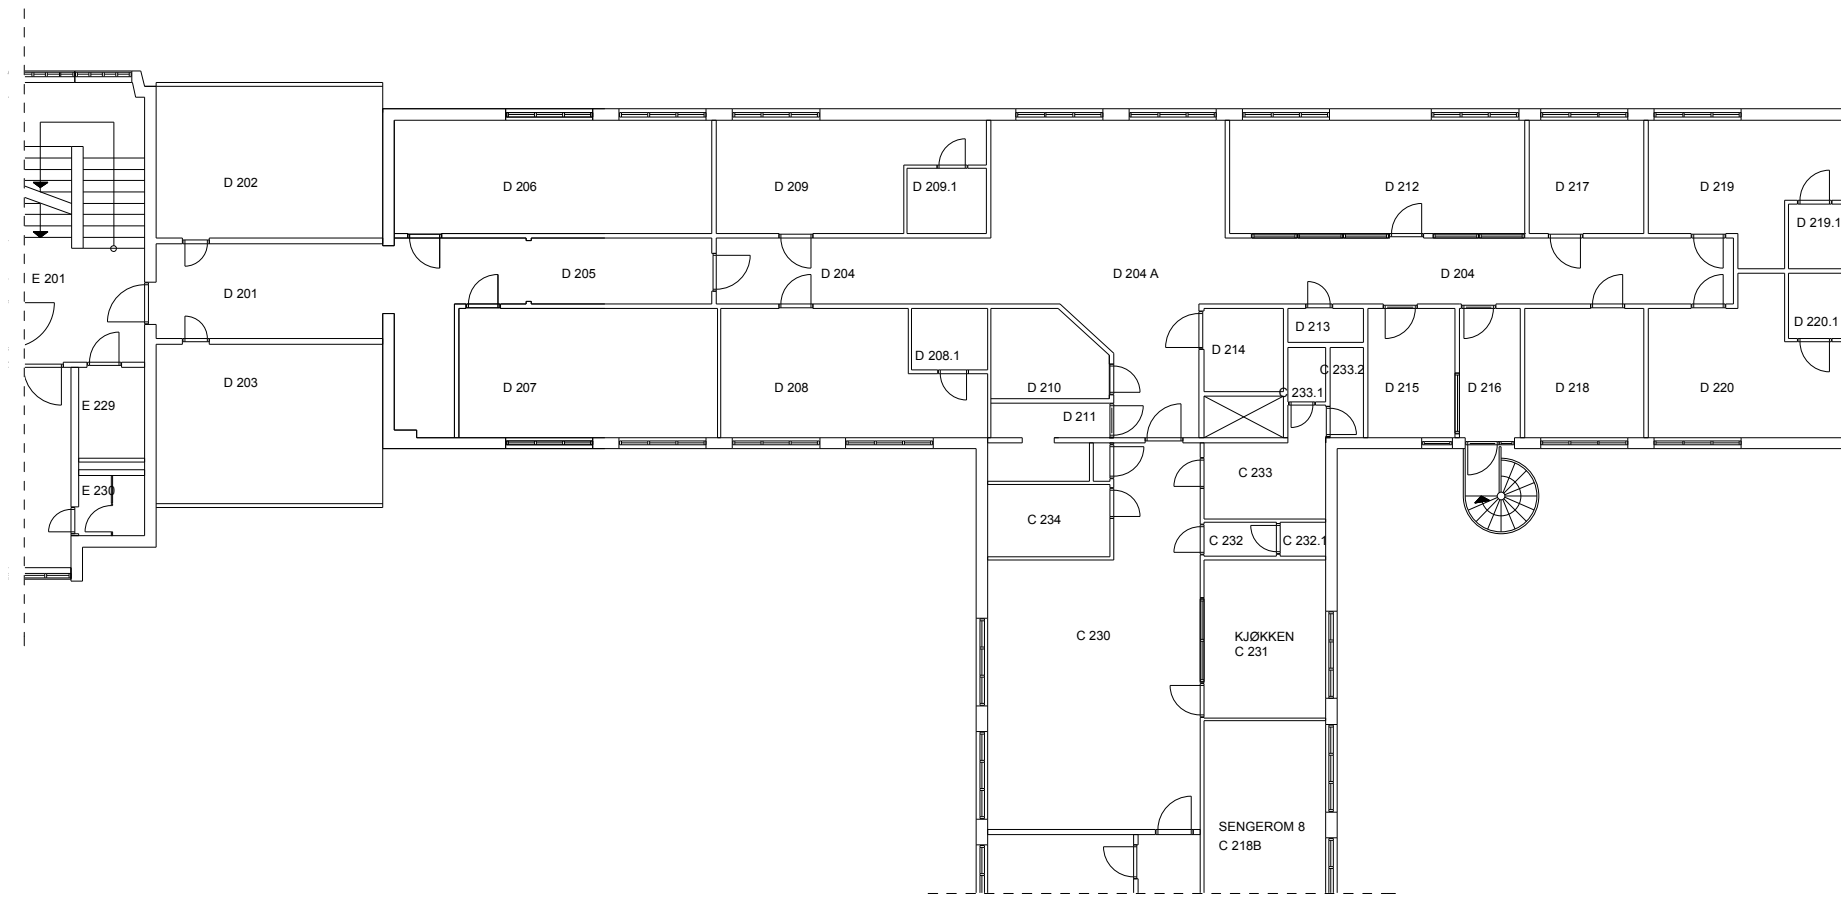 D 202
D 206
D 209
D 209.1
D 212
D 217
D 219
D 219.1
E 201
D 201
D 205
D 204
D 204 A
D 204
D 203
E 229
E 230
D 207
D 208
D 208.1
D 210
D 211
D 214
D 213
C 233.2
C 233.1
D 215
D 216
D 218
D 220
D 220.1
C 233
C 234
C 232
C 232.1
C 230
KJØKKEN
C 231
SENGEROM 8
C 218B